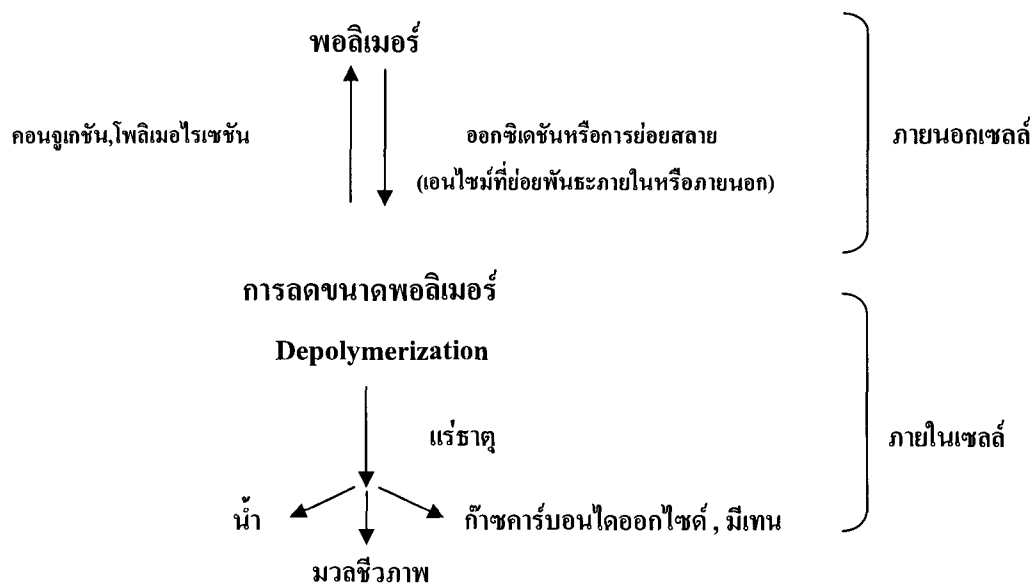 พอลิเมอร์
คอนจูเกชัน,โพลิเมอไรเซชัน
ออกซิเดชันหรือการย่อยสลาย
(เอนไซม์ที่ย่อยพันธะภายในหรือภายนอก)
ภายนอกเซลล์
การลดขนาดพอลิเมอร์
Depolymerization
แร่ธาตุ
ภายในเซลล์
น้ำ
ก๊าซคาร์บอนไดออกไซด์ , มีเทน
มวลชีวภาพ